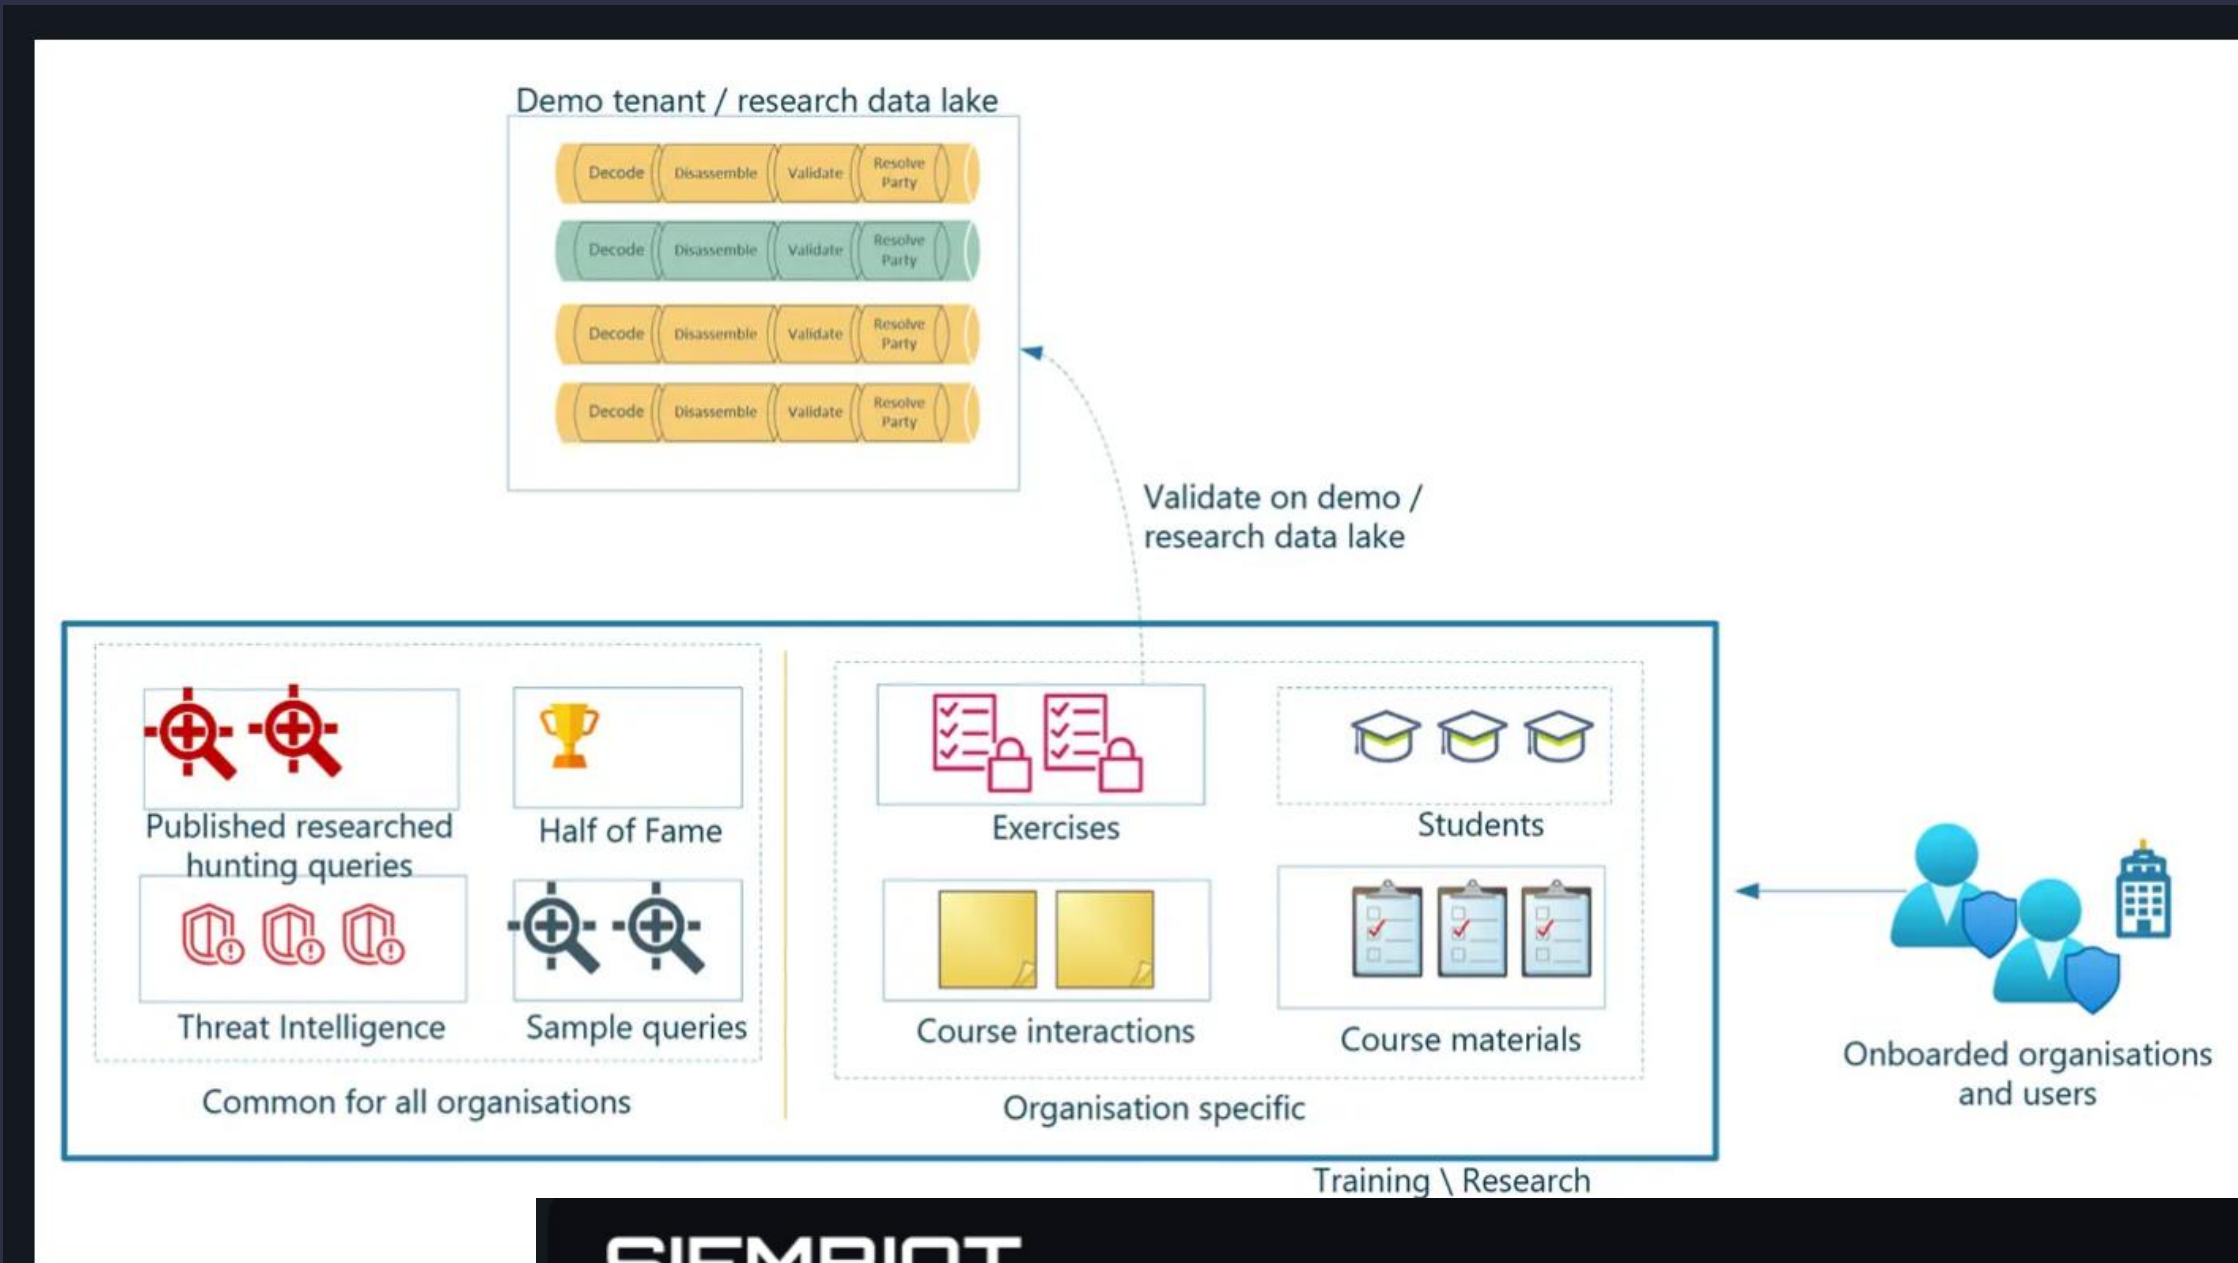 Demo tenant / research data lake
Decode Disassemble Validate Resolve
Party
Decode Disassemble Validate Resolve
Party
Decode Disassemble Validate Resolve
Party
Decode Disassemble Validate Resolve
Party
Validate on demo /
research data lake
Published researched
hunting queries
Half of Fame
Exercises
Students
Threat Intelligence
Sample queries
Course interactions
Course materials
Common for all organisations
Organisation specific
Onboarded organisations
and users
Training \ Research
SIEMBIOT